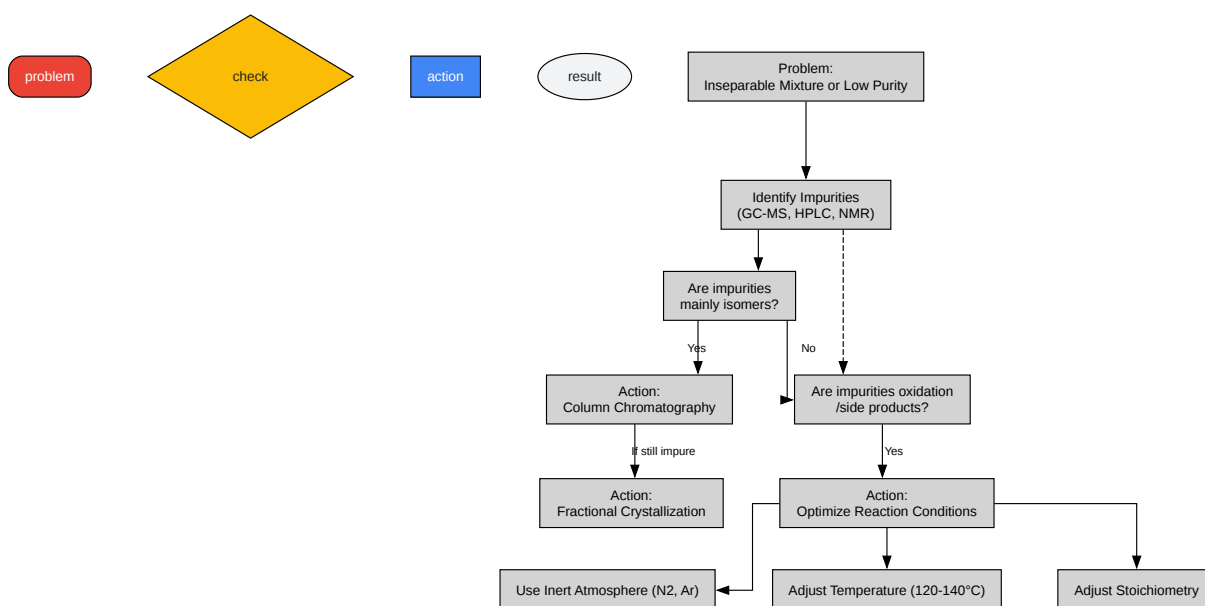 problem
check
action
result
Problem:
Inseparable Mixture or Low Purity
Identify Impurities
(GC-MS, HPLC, NMR)
Are impurities
mainly isomers?
Yes
No
Action:
Column Chromatography
Are impurities oxidation
/side products?
If still impure
Yes
Action:
Fractional Crystallization
Action:
Optimize Reaction Conditions
Use Inert Atmosphere (N2, Ar)
Adjust Temperature (120-140°C)
Adjust Stoichiometry